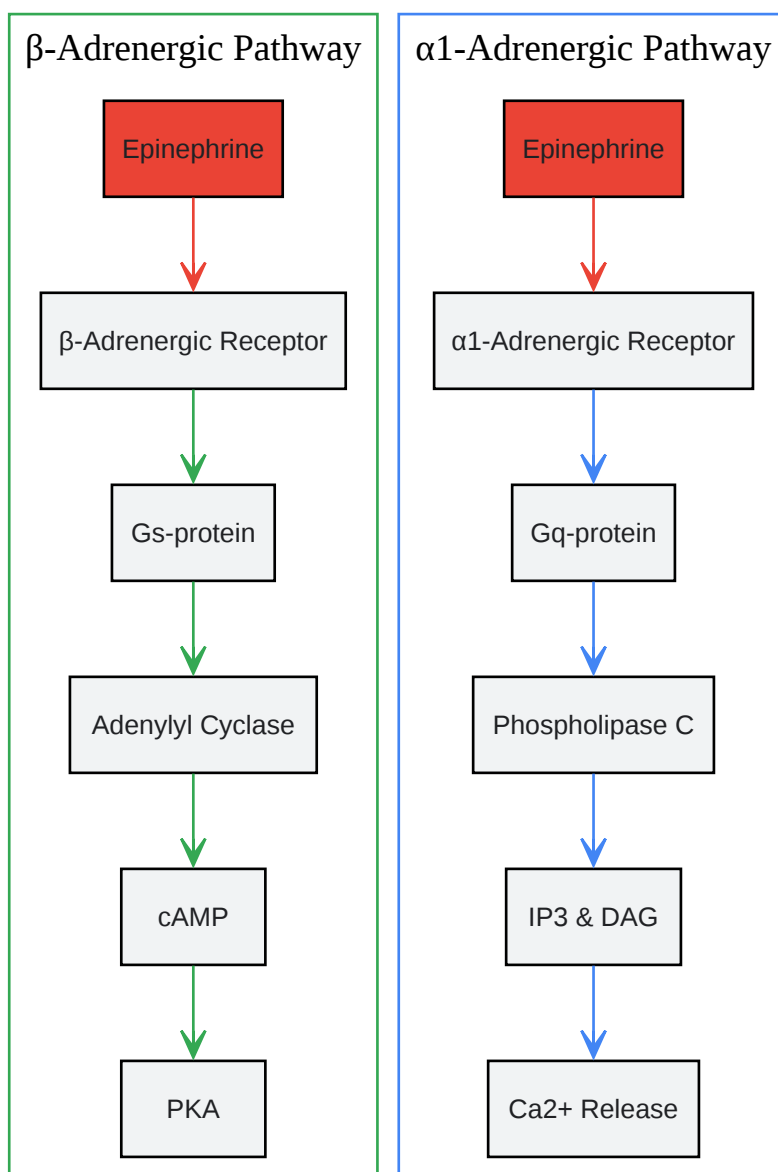 β-Adrenergic Pathway
Epinephrine
β-Adrenergic Receptor
Gs-protein
Adenylyl Cyclase
cAMP
PKA
α1-Adrenergic Pathway
Epinephrine
α1-Adrenergic Receptor
Gq-protein
Phospholipase C
IP3 & DAG
Ca2+ Release